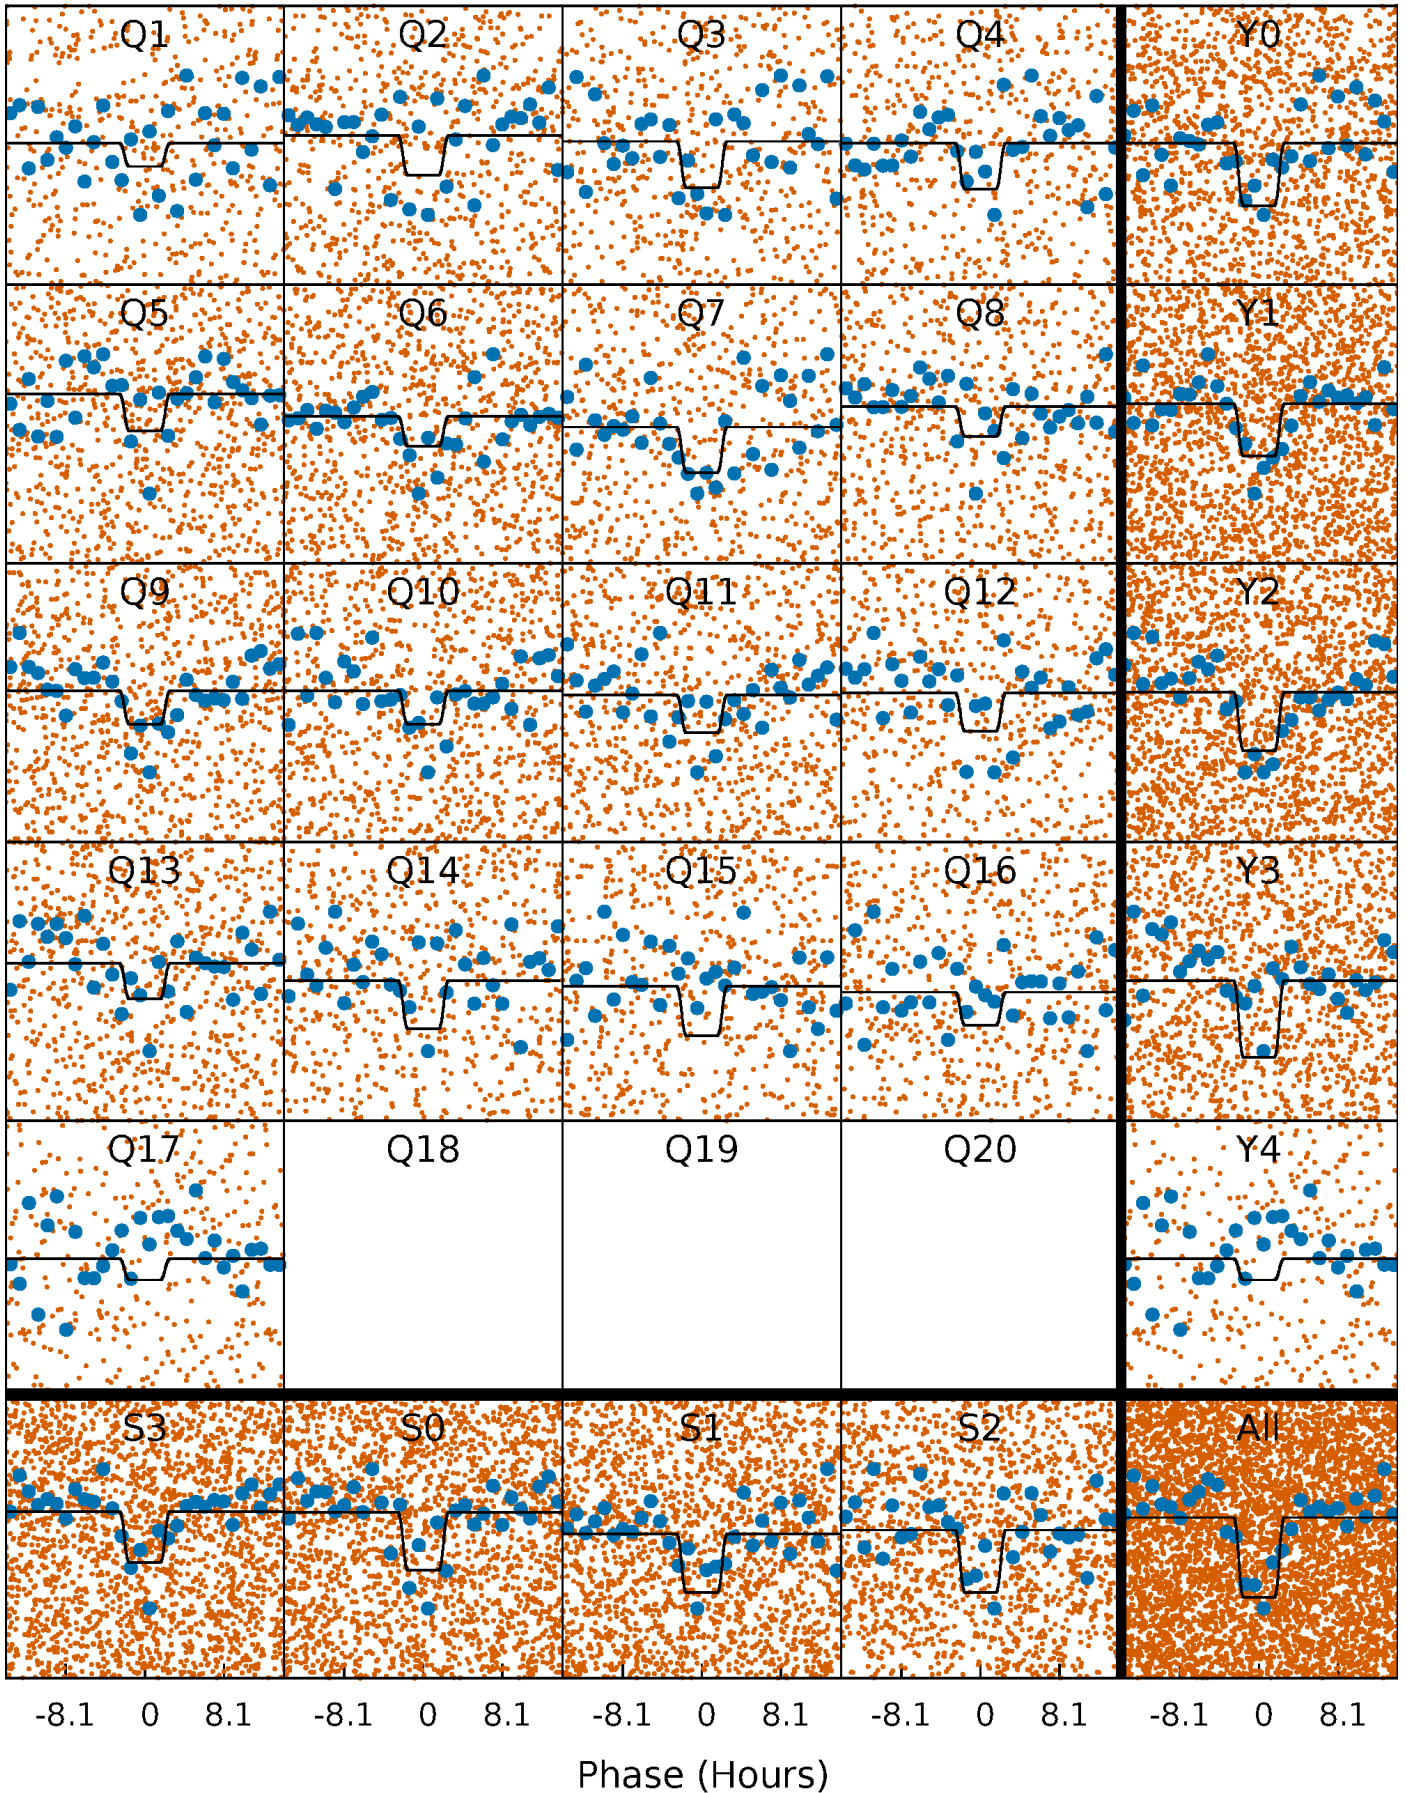 Q1 Q2 Q3 Q4 Y0
Q5 Q6 Q7 Q8 Y1
Q9 Q10 Q11 Q12 Y2
Q13 Q14 Q15 Q16 Y3
Q17 Q18 Q19 Q20 Y4
S3 S0 S1 S2 All
-8.1 0 8.1 -8.1 0 8.1 -8.1 0 8.1 -8.1 0 8.1 -8.1 0 8.1
Phase (Hours)